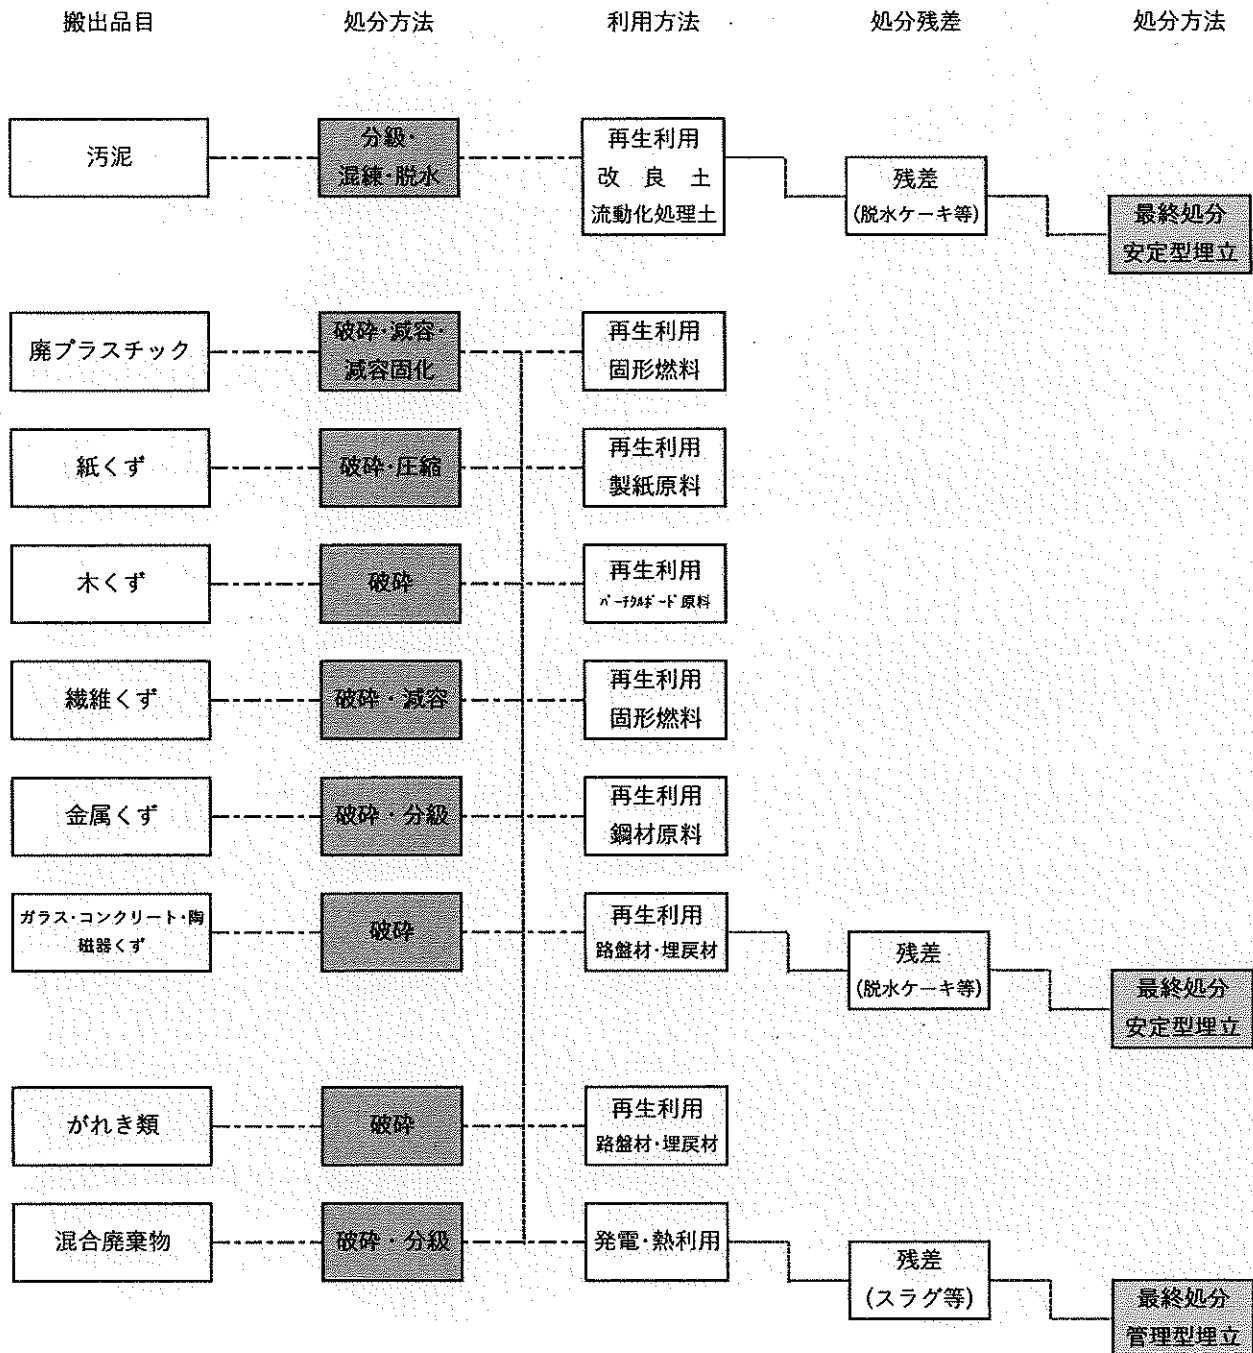 搬出品目 処分方法 利用方法 処分残差 処分方法
汚泥
分級・
混練・脱水
再生利用
改良土
流動化処理土
残差
(脱水ケーキ等)
最終処分
安定型埋立
廃プラスチック
破砕・減容・
減容固化
再生利用
固形燃料
紙くず
破砕・圧縮
再生利用
製紙原料
木くず
破砕
再生利用
パーチクルボード原料
繊維くず
破砕・減容
再生利用
固形燃料
金属くず
破砕・分級
再生利用
鋼材原料
ガラス・コンクリート・陶
磁器くず
破砕
再生利用
路盤材・埋戻材
残差
(脱水ケーキ等)
最終処分
安定型埋立
がれき類
破砕
再生利用
路盤材・埋戻材
混合廃棄物
破砕・分級
発電・熱利用
残差
(スラグ等)
最終処分
管理型埋立